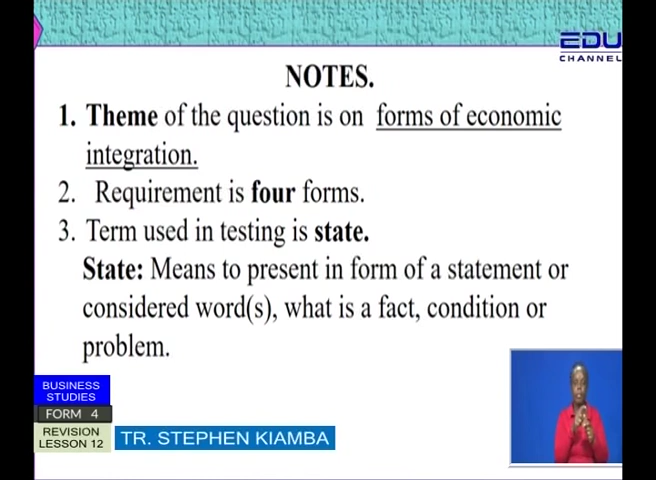 EDU
CHANNEL
NOTES.
1. Theme of the question is on forms of economic
integration.
2. Requirement is four forms.
3. Term used in testing is state.
State: Means to present in form of a statement or
considered word(s), what is a fact, condition or
problem.
BUSINESS
STUDIES
FORM 4
REVISION
LESSON 12
TR. STEPHEN KIAMBA